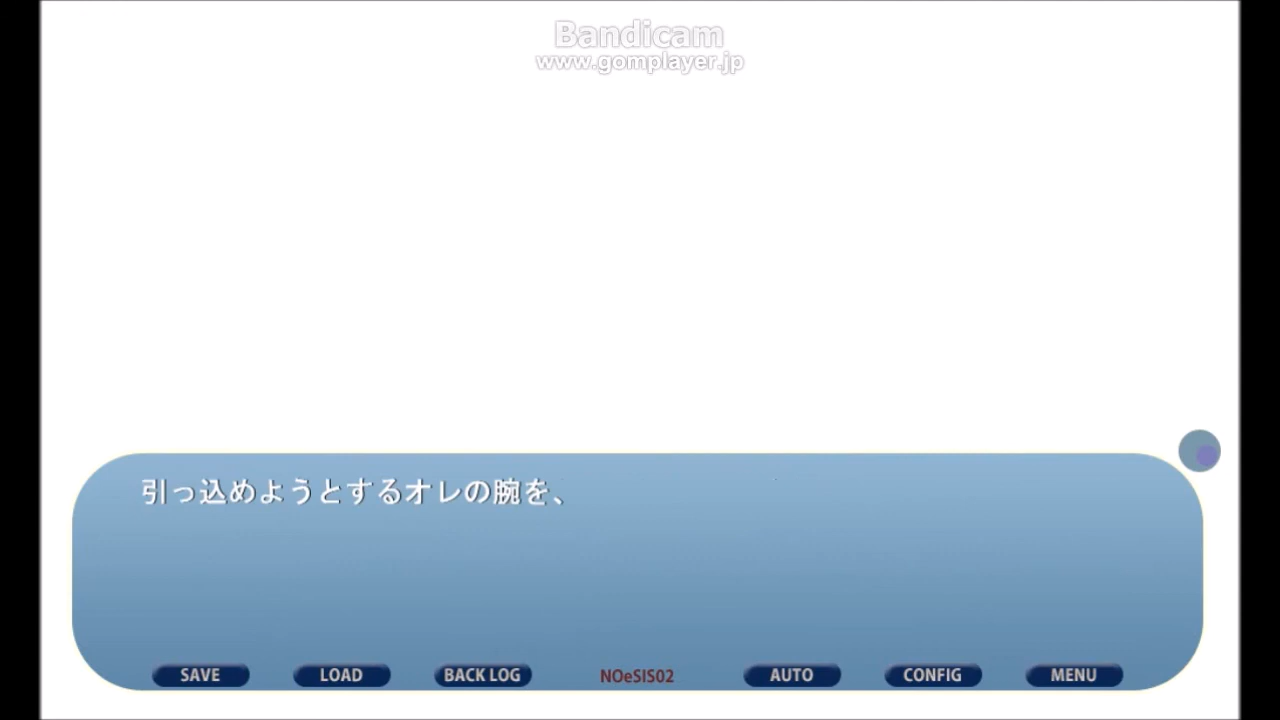 Bandicam
www.gomplayer.jp
引っ込めようとするオレの腕を、
SAVE LOAD BACK LOG NOeSIS02 AUTO CONFIG MENU